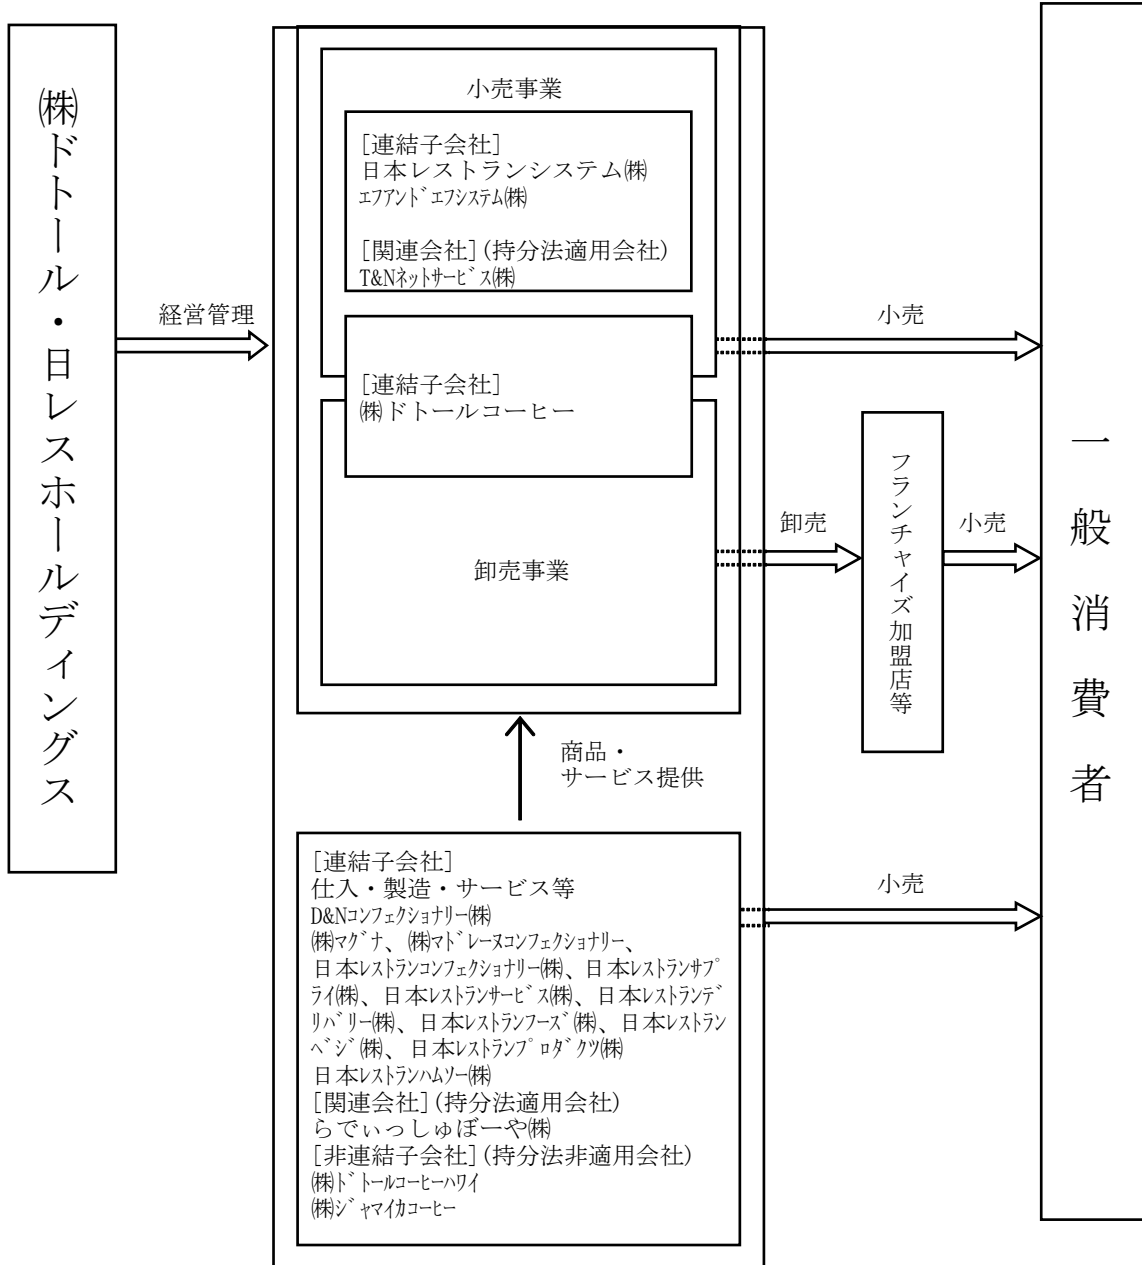 ㈱ドトール・日レスホールディングス
経営管理
小売事業
[連結子会社]
日本レストランシステム㈱
ｴﾌｱﾝﾄﾞｴﾌｼｽﾃﾑ㈱
[関連会社](持分法適用会社)
T&Nﾈｯﾄｻｰﾋﾞｽ㈱
[連結子会社]
㈱ドトールコーヒー
卸売事業
小売
卸売
フランチャイズ加盟店等
小売
一般消費者
商品・
サービス提供
[連結子会社]
仕入・製造・サービス等
D&Nｺﾝﾌｪｸｼｮﾅﾘｰ㈱
㈱ﾏｸﾞﾅ、㈱ﾏﾄﾞﾚｰﾇｺﾝﾌｪｸｼｮﾅﾘｰ、
日本ﾚｽﾄﾗﾝｺﾝﾌｪｸｼｮﾅﾘｰ㈱、日本ﾚｽﾄﾗﾝｻﾌﾟ
ﾗｲ㈱、日本ﾚｽﾄﾗﾝｻｰﾋﾞｽ㈱、日本ﾚｽﾄﾗﾝﾃﾞ
ﾘﾊﾞﾘｰ㈱、日本ﾚｽﾄﾗﾝﾌｰｽﾞ㈱、日本ﾚｽﾄﾗﾝ
ﾍﾞｼﾞ㈱、日本ﾚｽﾄﾗﾝﾌﾟﾛﾀﾞｸﾂ㈱
日本ﾚｽﾄﾗﾝﾊﾑｿｰ㈱
[関連会社](持分法適用会社)
らでぃっしゅぼーや㈱
[非連結子会社](持分法非適用会社)
㈱ﾄﾞﾄｰﾙｺｰﾋｰﾊﾜｲ
㈱ｼﾞｬﾏｲｶｺｰﾋｰ
小売